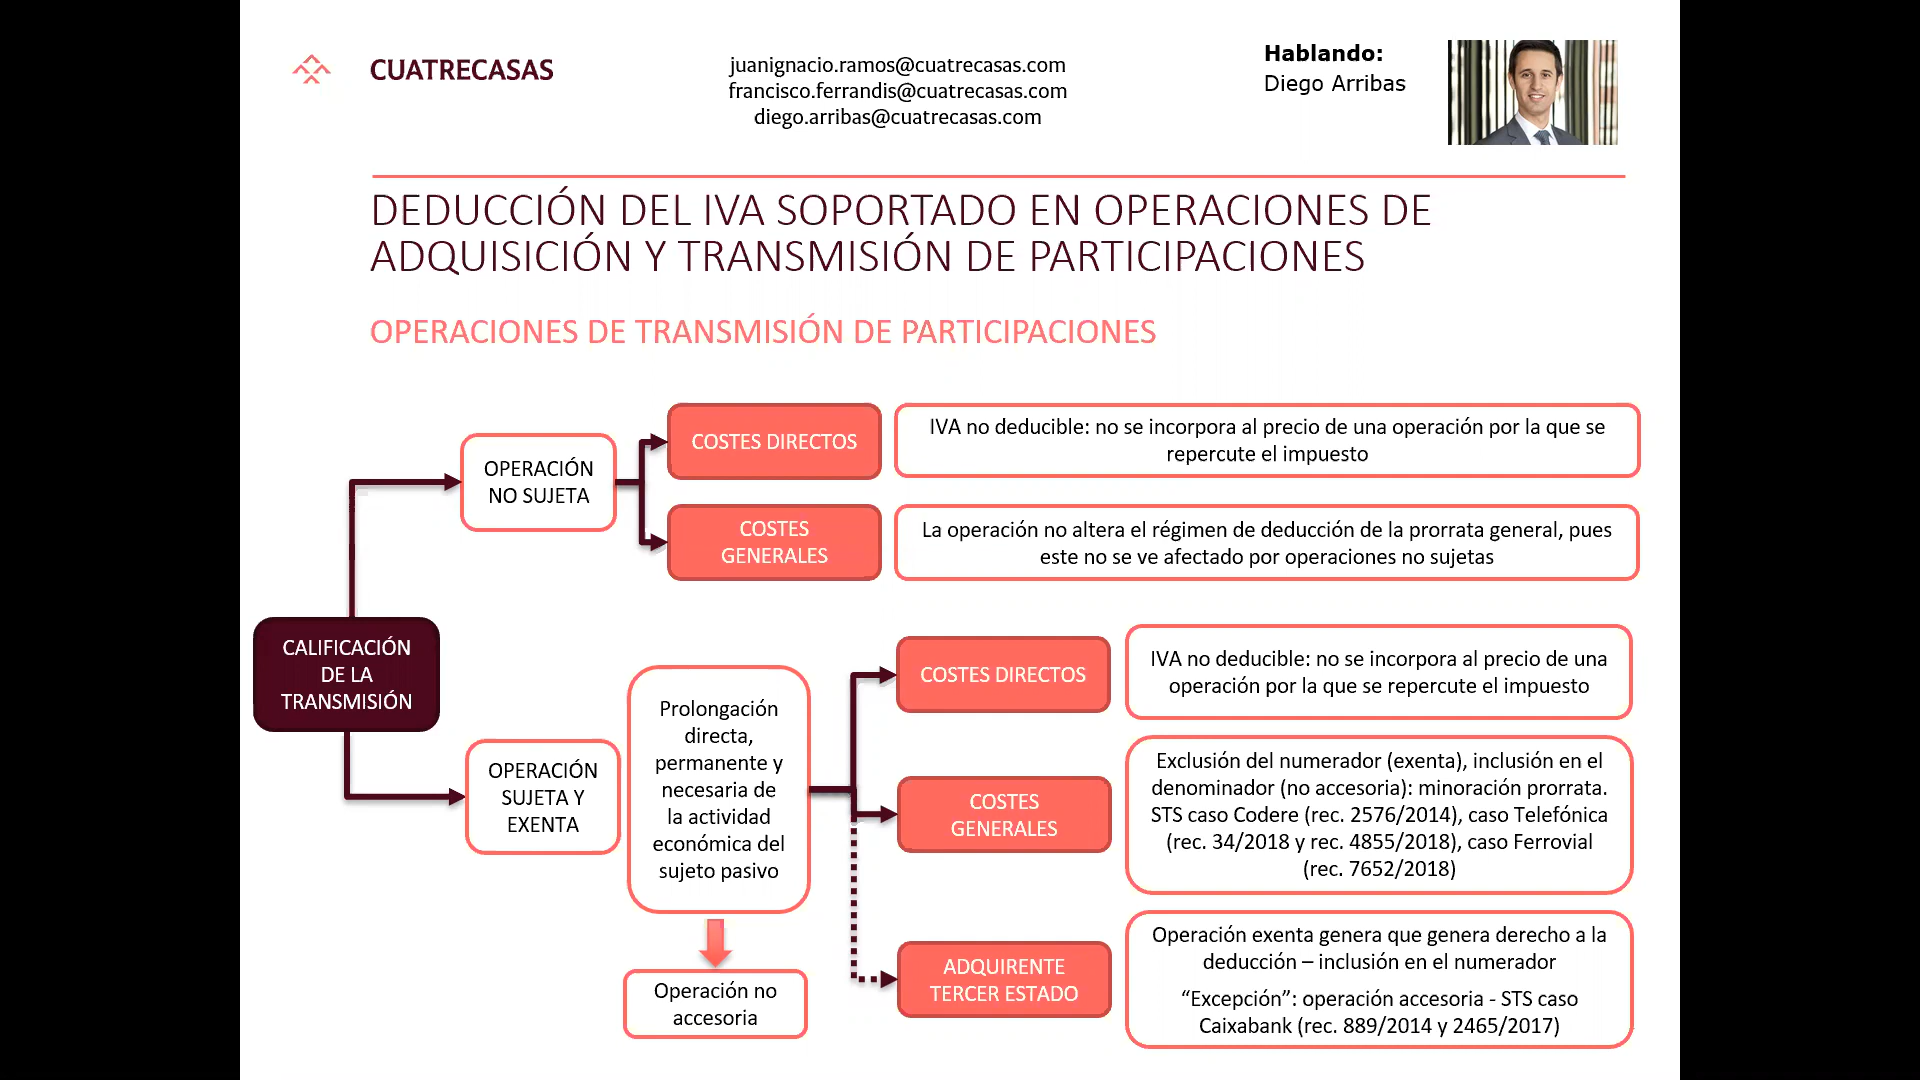 CUATRECASAS
juanignacio.ramos@cuatrecasas.com
francisco.ferrandis@cuatrecasas.com
diego.arribas@cuatrecasas.com
Hablando:
Diego Arribas
DEDUCCIÓN DEL IVA SOPORTADO EN OPERACIONES DE
ADQUISICIÓN Y TRANSMISIÓN DE PARTICIPACIONES
OPERACIONES DE TRANSMISIÓN DE PARTICIPACIONES
CALIFICACIÓN
DE LA
TRANSMISIÓN
OPERACIÓN
NO SUJETA
COSTES DIRECTOS
IVA no deducible: no se incorpora al precio de una operación por la que se
repercute el impuesto
COSTES
GENERALES
La operación no altera el régimen de deducción de la prorrata general, pues
este no se ve afectado por operaciones no sujetas
OPERACIÓN
SUJETA Y
EXENTA
Prolongación
directa,
permanente y
necesaria de
la actividad
económica del
sujeto pasivo
Operación no
accesoria
COSTES DIRECTOS
IVA no deducible: no se incorpora al precio de una
operación por la que se repercute el impuesto
COSTES
GENERALES
Exclusión del numerador (exenta), inclusión en el
denominador (no accesoria): minoración prorrata.
STS caso Codere (rec. 2576/2014), caso Telefónica
(rec. 34/2018 y rec. 4855/2018), caso Ferrovial
(rec. 7652/2018)
ADQUIRENTE
TERCER ESTADO
Operación exenta genera que genera derecho a la
deducción – inclusión en el numerador
“Excepción”: operación accesoria - STS caso
Caixabank (rec. 889/2014 y 2465/2017)